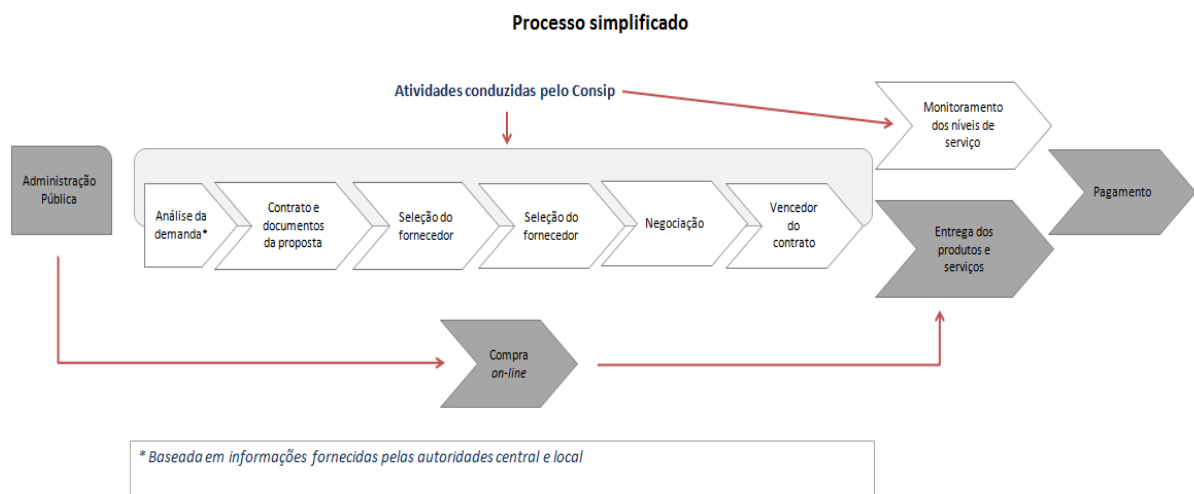 Processo simplificado
Atividades conduzidas pelo Consip
Monitoramento
dos níveis de
serviço
Administração
Pública
Pagamento
Análise da
demanda*
Contrato e
documentos
da proposta
Seleção do
fornecedor
Seleção do
fornecedor
Negociação
Vencedor
do
contrato
Entrega dos
produtos e
serviços
Compra
on-line
* Baseada em informações fornecidas pelas autoridades central e local